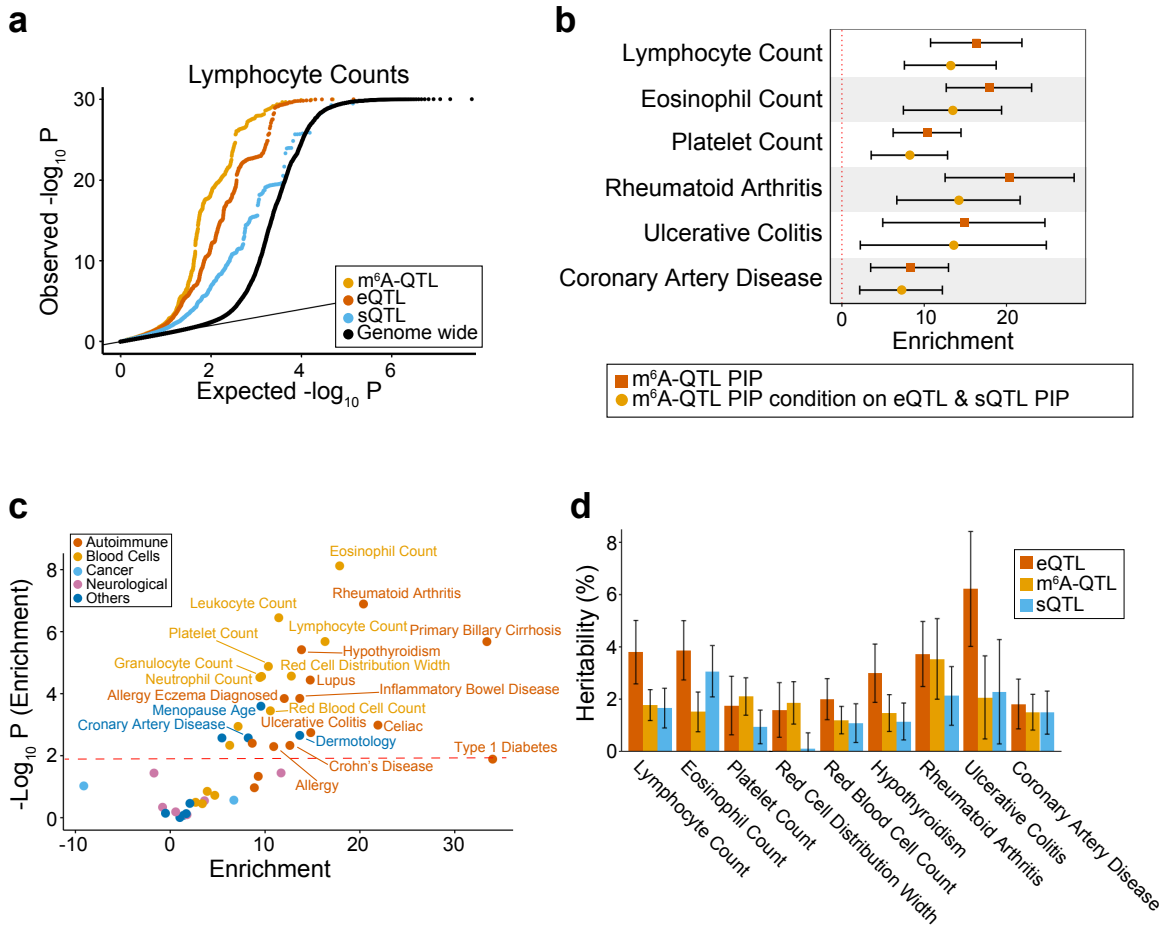 a
Lymphocyte Counts
Observed -log10 P
30
20
10
0
m⁶A-QTL
eQTL
sQTL
Genome wide
0 2 4 6
Expected -log10 P
b
Lymphocyte Count
Eosinophil Count
Platelet Count
Rheumatoid Arthritis
Ulcerative Colitis
Coronary Artery Disease
0 10 20
Enrichment
m⁶A-QTL PIP
m⁶A-QTL PIP condition on eQTL & sQTL PIP
c
Autoimmune
Blood Cells
Cancer
Neurological
Others
-Log10 P (Enrichment)
8
6
4
2
0
Eosinophil Count
Rheumatoid Arthritis
Leukocyte Count
Lymphocyte Count
Primary Billary Cirrhosis
Platelet Count
Hypothyroidism
Granulocyte Count
Red Cell Distribution Width
Neutrophil Count
Lupus
Allergy Eczema Diagnosed
Inflammatory Bowel Disease
Menopause Age
Red Blood Cell Count
Cronary Artery Disease
Ulcerative Colitis
Celiac
Dermotology
Type 1 Diabetes
Crohn's Disease
Allergy
-10 0 10 20 30
Enrichment
d
Heritability (%)
8
6
4
2
0
eQTL
m⁶A-QTL
sQTL
Lymphocyte Count
Eosinophil Count
Platelet Count
Red Cell Distribution Width
Red Blood Cell Count
Hypothyroidism
Rheumatoid Arthritis
Ulcerative Colitis
Coronary Artery Disease